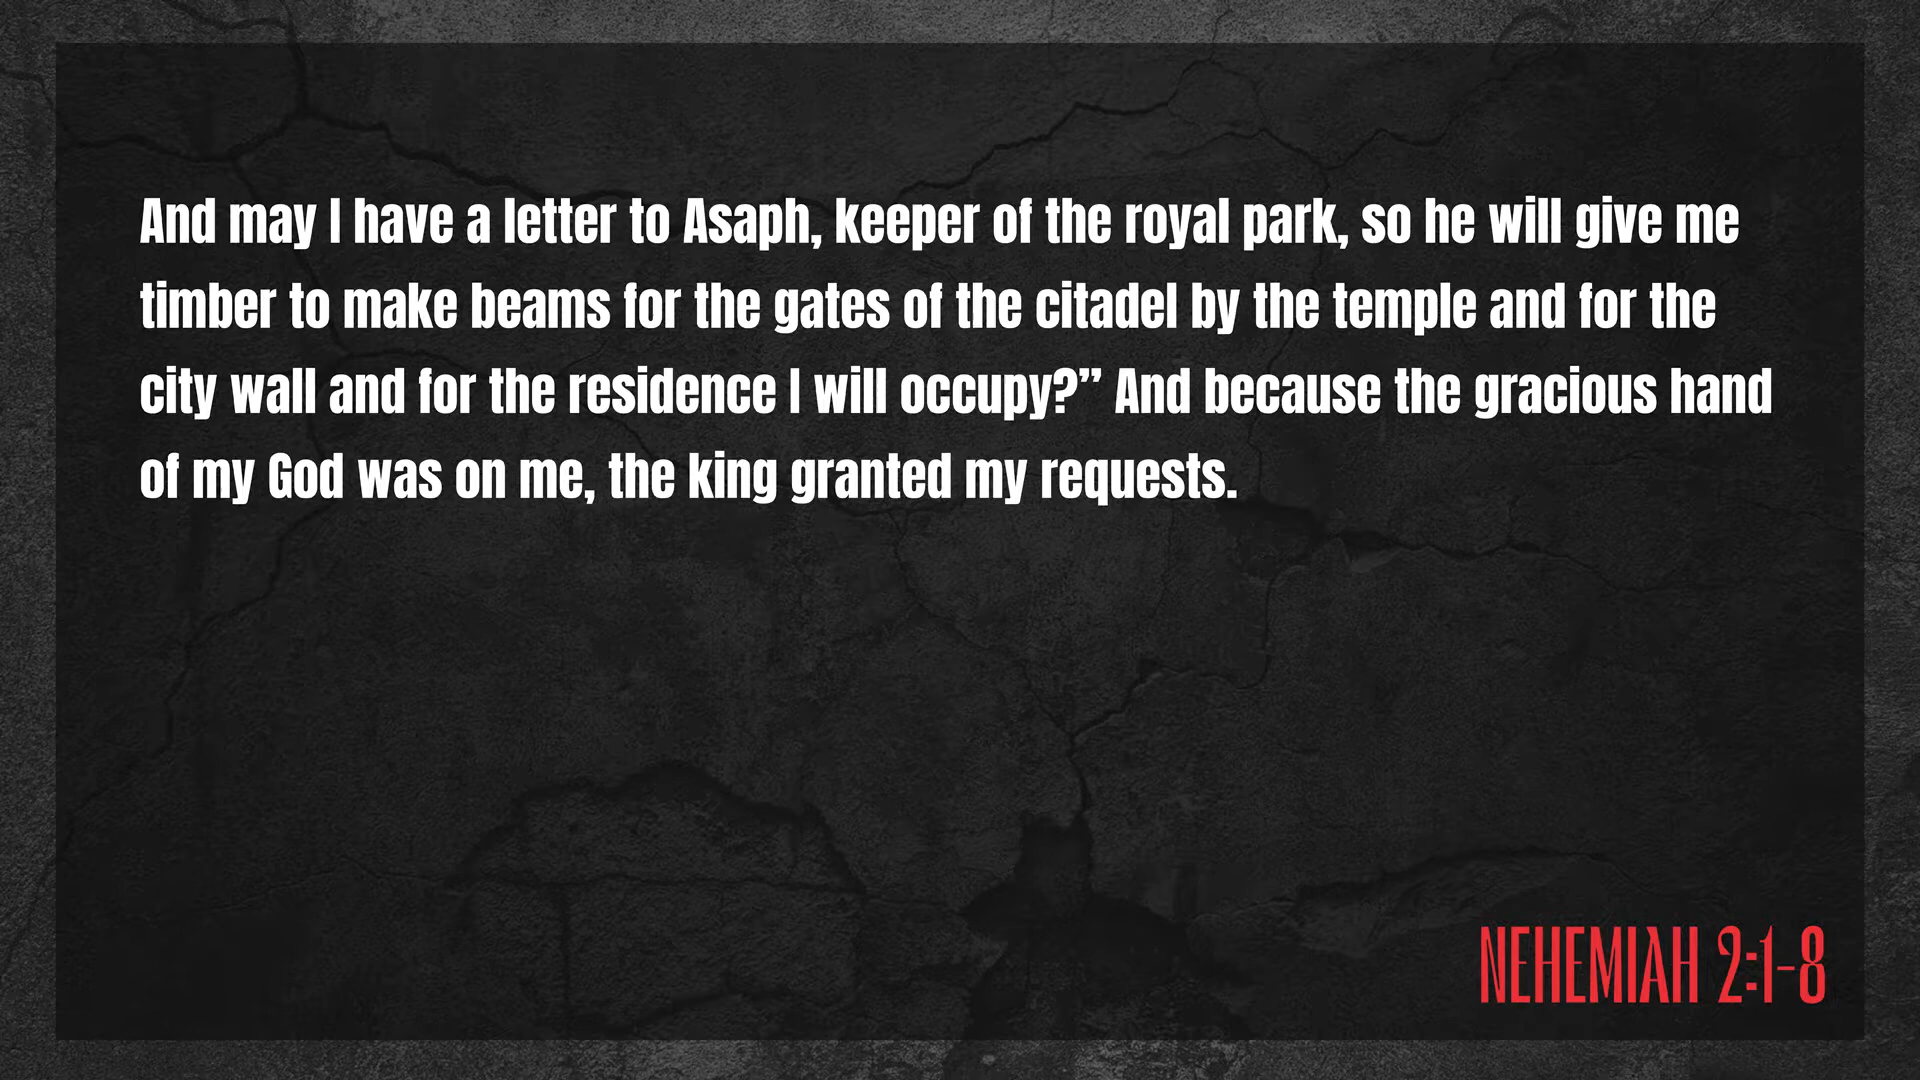 And may I have a letter to Asaph, keeper of the royal park, so he will give me
timber to make beams for the gates of the citadel by the temple and for the
city wall and for the residence I will occupy?” And because the gracious hand
of my God was on me, the king granted my requests.
NEHEMIAH 2:1-8